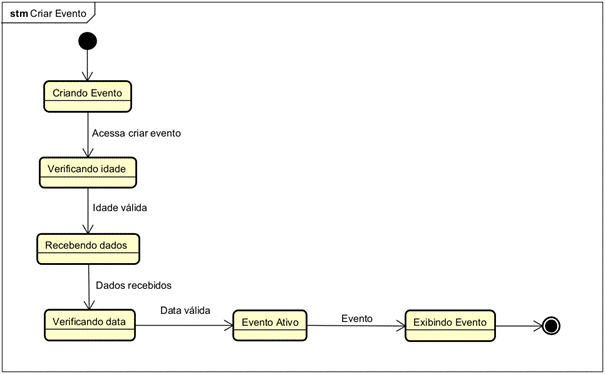 stm Criar Evento
Criando Evento
Acessa criar evento
Verificando idade
Idade válida
Recebendo dados
Dados recebidos
Verificando data
Data válida
Evento Ativo
Evento
Exibindo Evento